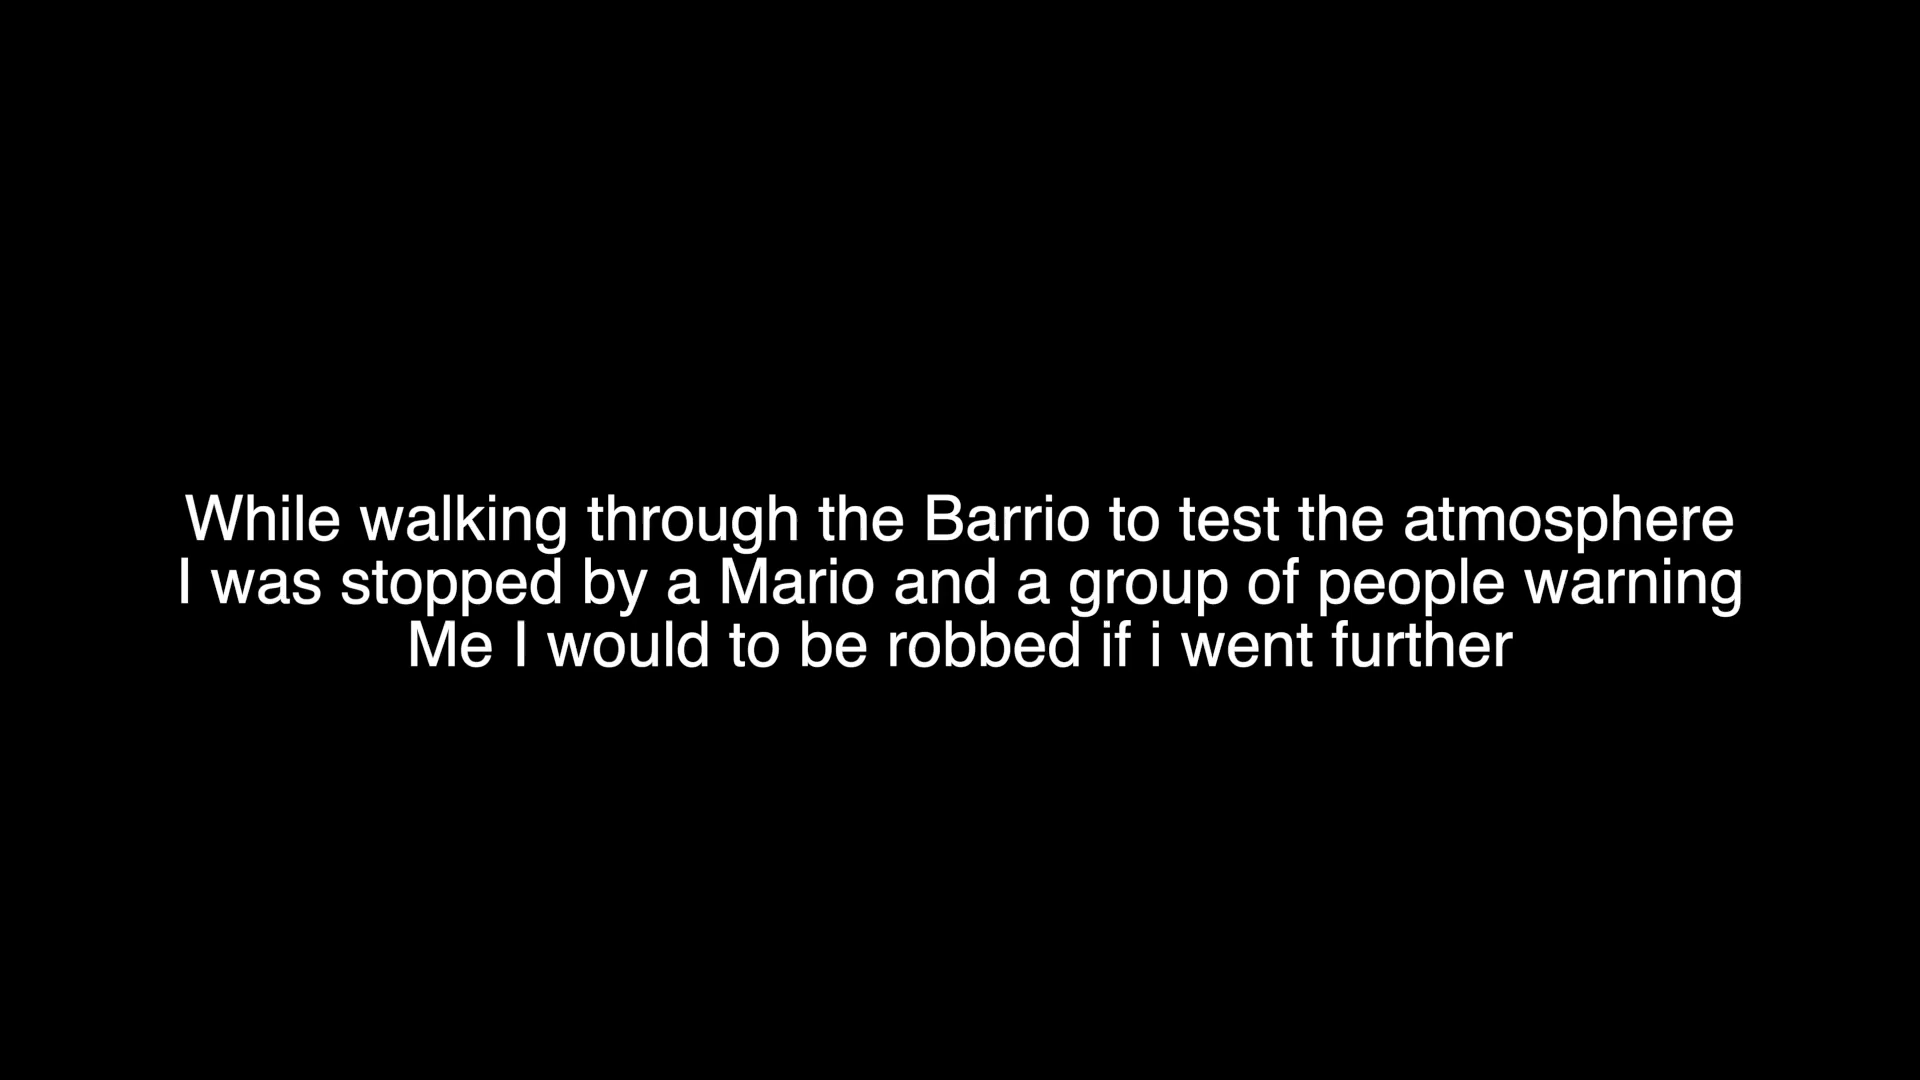 While walking through the Barrio to test the atmosphere
I was stopped by a Mario and a group of people warning
Me I would to be robbed if i went further